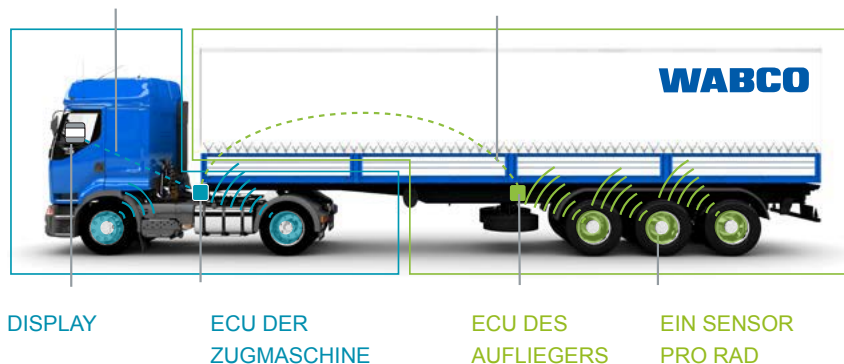 WABCO
DISPLAY
ECU DER
ZUGMASCHINE
ECU DES
AUFLIEGERS
EIN SENSOR
PRO RAD